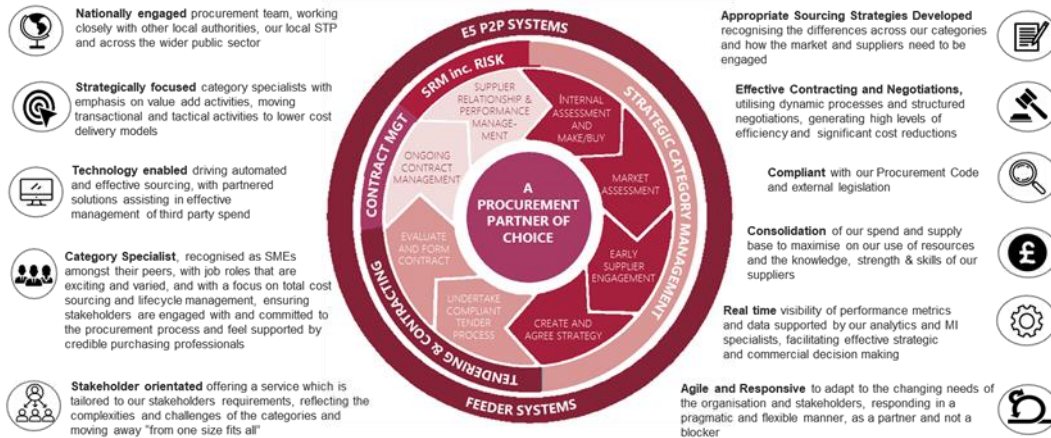 Nationally engaged procurement team, working
closely with other local authorities, our local STP
and across the wider public sector
Strategically focused category specialists with
emphasis on value add activities, moving
transactional and tactical activities to lower cost
delivery models
Technology enabled driving automated
and effective sourcing, with partnered
solutions assisting in effective
management of third party spend
Category Specialist, recognised as SMEs
amongst their peers, with job roles that are
exciting and varied, and with a focus on total cost
sourcing and lifecycle management, ensuring
stakeholders are engaged with and committed to
the procurement process and feel supported by
credible purchasing professionals
Stakeholder orientated offering a service which is
tailored to our stakeholders requirements, reflecting the
complexities and challenges of the categories and
moving away "from one size fits all"
E5 P2P SYSTEMS
SRM inc. RISK
STRATEGIC CATEGORY MANAGEMENT
CONTRACT MGT
TENDERING & CONTRACTING
FEEDER SYSTEMS
SUPPLIER
RELATIONSHIP &
PERFORMANCE
MANAGE-
MENT
INTERNAL
ASSESSMENT
AND
MAKE/BUY
ONGOING
CONTRACT
MANAGEMENT
MARKET
ASSESSMENT
A
PROCUREMENT
PARTNER OF
CHOICE
EVALUATE
AND FORM
CONTRACT
EARLY
SUPPLIER
ENGAGEMENT
UNDERTAKE
COMPLIANT
TENDER
PROCESS
CREATE AND
AGREE STRATEGY
Appropriate Sourcing Strategies Developed
recognising the differences across our categories
and how the market and suppliers need to be
engaged
Effective Contracting and Negotiations,
utilising dynamic processes and structured
negotiations, generating high levels of
efficiency and significant cost reductions
Compliant with our Procurement Code
and external legislation
Consolidation of our spend and supply
base to maximise on our use of resources
and the knowledge, strength & skills of our
suppliers
£
Real time visibility of performance metrics
and data supported by our analytics and MI
specialists, facilitating effective strategic
and commercial decision making
Agile and Responsive to adapt to the changing needs of
the organisation and stakeholders, responding in a
pragmatic and flexible manner, as a partner and not a
blocker